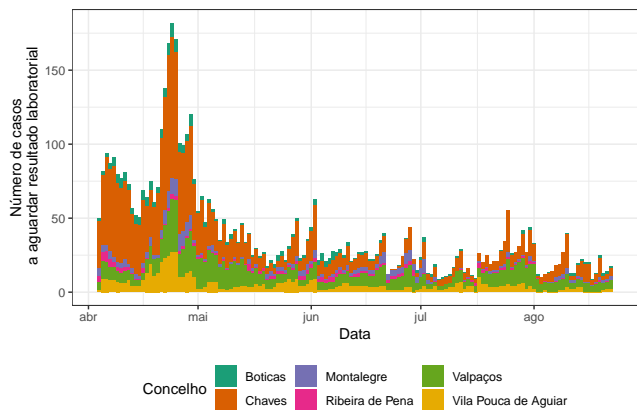 Número de casos
a aguardar resultado laboratorial
150
100
50
0
abr mai jun jul ago
Data
Concelho
Boticas Montalegre Valpaços
Chaves Ribeira de Pena Vila Pouca de Aguiar